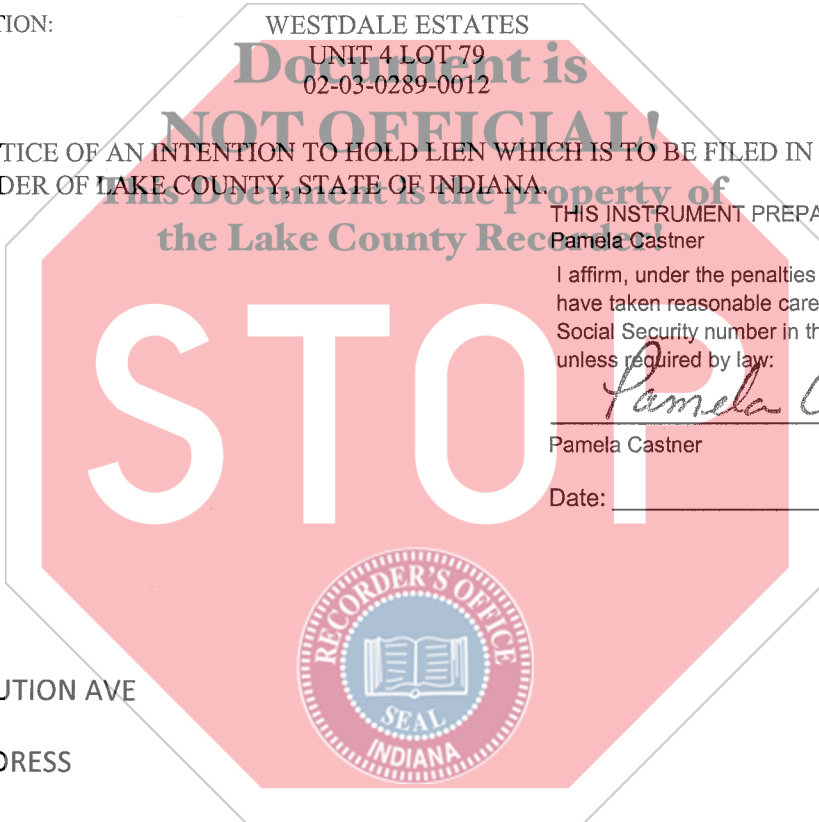 TION: WESTDALE ESTATES
UNIT 4 LOT 79
02-03-0289-0012
Document is
NOT OFFICIAL!
This Document is the property of
the Lake County Recorder!
TICE OF AN INTENTION TO HOLD LIEN WHICH IS TO BE FILED IN
DER OF LAKE COUNTY, STATE OF INDIANA.
THIS INSTRUMENT PREPA
Pamela Castner
I affirm, under the penalties
have taken reasonable care
Social Security number in th
unless required by law:
Pamela C
Pamela Castner
Date:
STOP
RECORDER'S OFFICE
SEAL
INDIANA
UTION AVE
DRESS